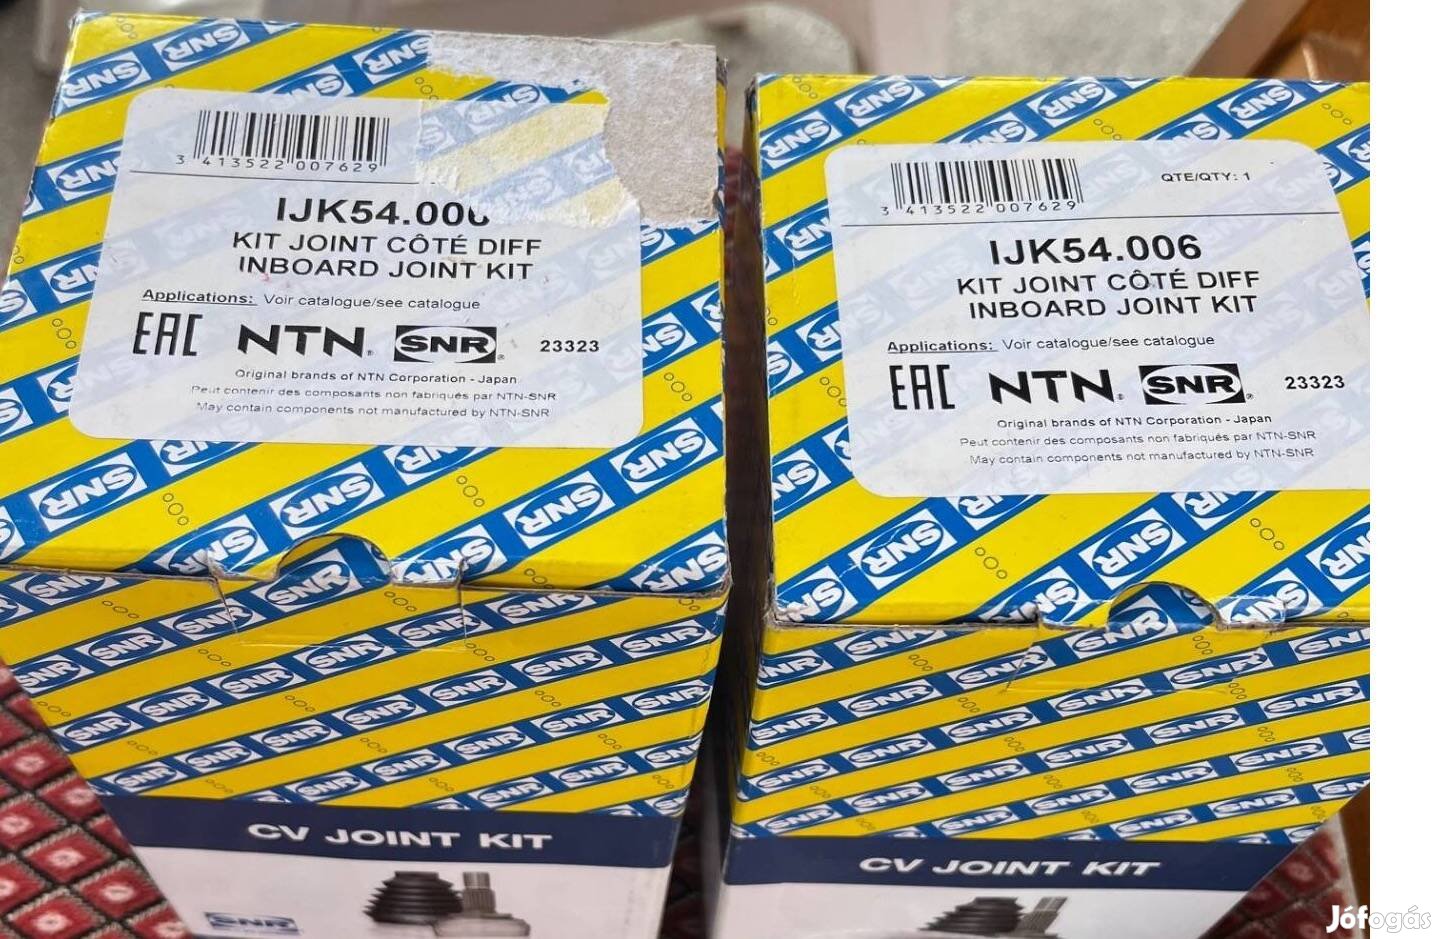 3 413522 007629
IJK54.00
KIT JOINT CÔTÉ DIFF
INBOARD JOINT KIT
Applications: Voir catalogue/see catalogue
EAC NTN SNR 23323
Original brands of NTN Corporation - Japan
Peut contenir des composants non fabriqués par NTN-SNR
May contain components not manufactured by NTN-SNR
CV JOINT KIT
SNR
3 413522 007629
QTE/QTY: 1
IJK54.006
KIT JOINT CÔTÉ DIFF
INBOARD JOINT KIT
Applications: Voir catalogue/see catalogue
EAC NTN SNR 23323
Original brands of NTN Corporation - Japan
Peut contenir des composants non fabriqués par NTN-SNR
May contain components not manufactured by NTN-SNR
CV JOINT KIT
Jófogás